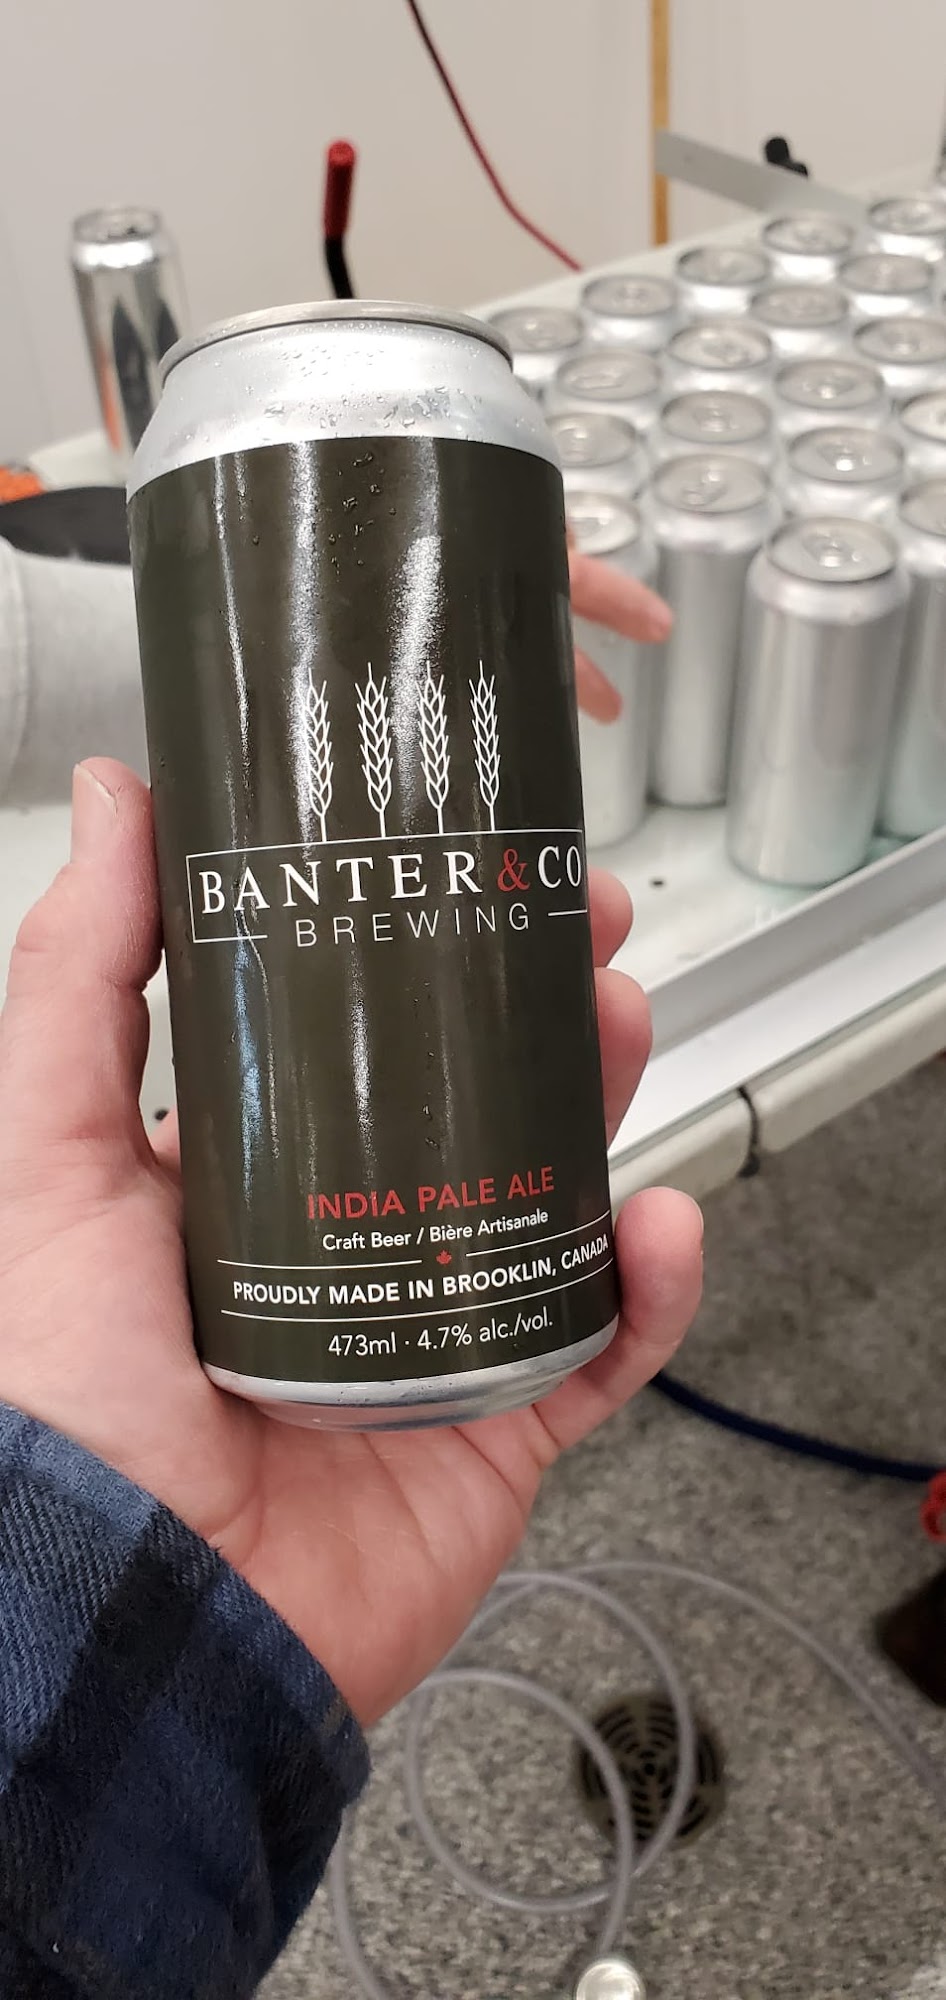 BANTER & CO
BREWING
INDIA PALE ALE
Craft Beer / Bière Artisanale
PROUDLY MADE IN BROOKLIN, CANADA
473ml · 4.7% alc./vol.